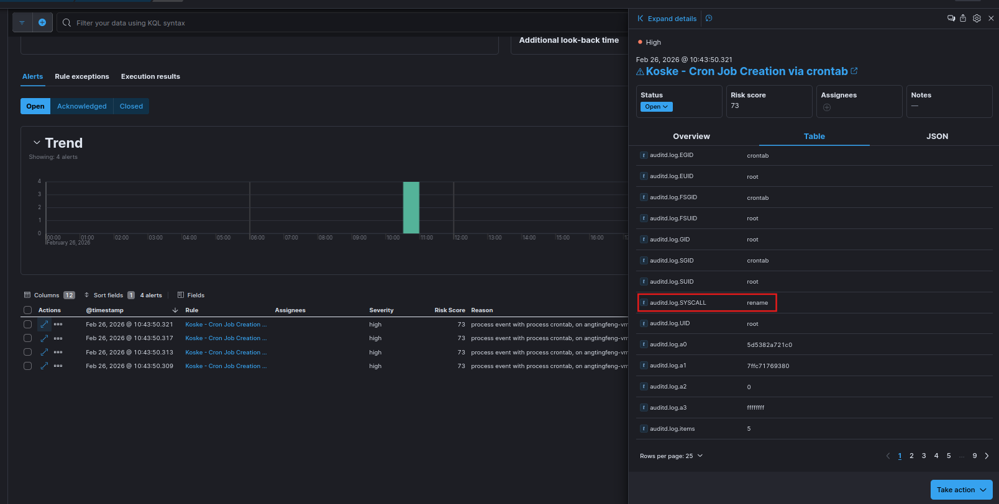 Filter your data using KQL syntax
Additional look-back time
Alerts Rule exceptions Execution results
Open Acknowledged Closed
Trend
Showing: 4 alerts
4
3
2
1
0
00:00 01:00 02:00 03:00 04:00 05:00 06:00 07:00 08:00 09:00 10:00 11:00 12:00 13:00 14:00 15:00 16:00
February 26, 2026
Columns 12 Sort fields 1 4 alerts Fields
Actions @timestamp Rule Assignees Severity Risk Score Reason
Feb 26, 2026 @ 10:43:50.321 Koske - Cron Job Creation ... high 73 process event with process crontab, on angtingfeng-vm
Feb 26, 2026 @ 10:43:50.317 Koske - Cron Job Creation ... high 73 process event with process crontab, on angtingfeng-vm
Feb 26, 2026 @ 10:43:50.313 Koske - Cron Job Creation ... high 73 process event with process crontab, on angtingfeng-vm
Feb 26, 2026 @ 10:43:50.309 Koske - Cron Job Creation ... high 73 process event with process crontab, on angtingfeng-vm
Expand details
High
Feb 26, 2026 @ 10:43:50.321
Koske - Cron Job Creation via crontab
Status Risk score Assignees Notes
Open 73 —
Overview Table JSON
t auditd.log.EGID crontab
t auditd.log.EUID root
t auditd.log.FSGID crontab
t auditd.log.FSUID root
t auditd.log.GID root
t auditd.log.SGID crontab
t auditd.log.SUID root
t auditd.log.SYSCALL rename
t auditd.log.UID root
t auditd.log.a0 5d5382a721c0
t auditd.log.a1 7ffc71769380
t auditd.log.a2 0
t auditd.log.a3 ffffffff
t auditd.log.items 5
Rows per page: 25 1 2 3 4 5 ... 9
Take action